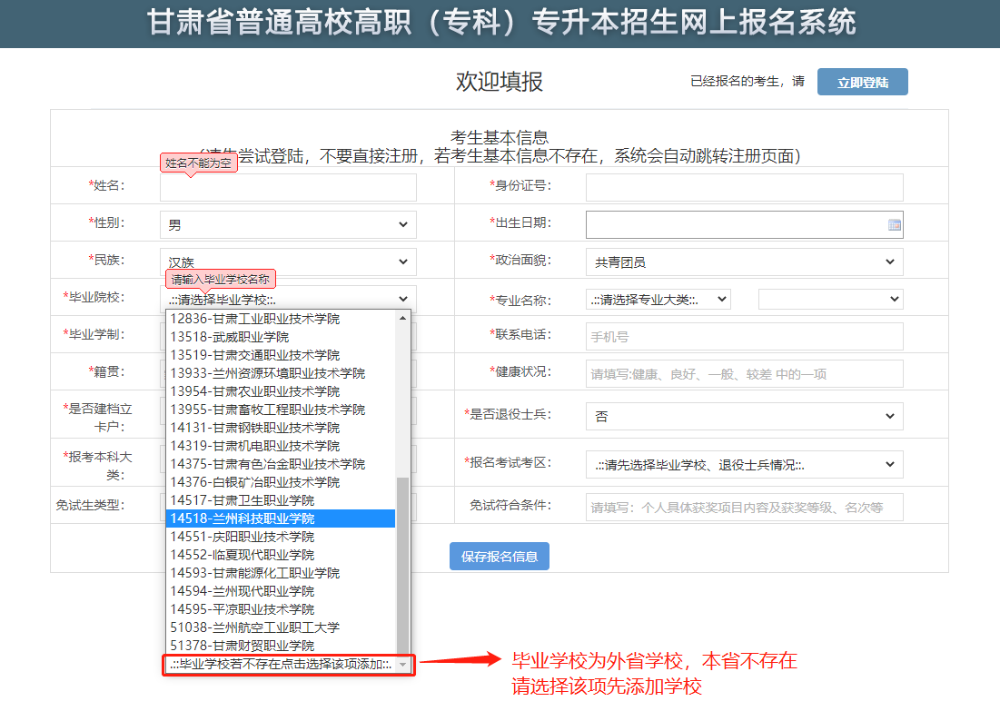 甘肃省普通高校高职（专科）专升本招生网上报名系统
欢迎填报
已经报名的考生，请
立即登陆
考生基本信息
尝试登陆，不要直接注册，若考生基本信息不存在，系统会自动跳转注册页面）
姓名不能为空
*姓名：
*身份证号：
*性别：
男
*出生日期：
*民族：
汉族
*政治面貌：
共青团员
请输入毕业学校名称
*毕业院校：
.::请选择毕业学校::.
*专业名称：
.::请选择专业大类::.
*毕业学制：
*联系电话：
手机号
*籍贯：
*健康状况：
请填写:健康、良好、一般、较差 中的一项
*是否建档立
卡户：
*是否退役士兵：
否
*报考本科大
类：
*报名考试考区：
.::请先选择毕业学校、退役士兵情况::.
免试生类型：
免试符合条件：
请填写：个人具体获奖项目内容及获奖等级、名次等
12836-甘肃工业职业技术学院
13518-武威职业学院
13519-甘肃交通职业技术学院
13933-兰州资源环境职业技术学院
13954-甘肃农业职业技术学院
13955-甘肃畜牧工程职业技术学院
14131-甘肃钢铁职业技术学院
14319-甘肃机电职业技术学院
14375-甘肃有色冶金职业技术学院
14376-白银矿冶职业技术学院
14517-甘肃卫生职业学院
14518-兰州科技职业学院
14551-庆阳职业技术学院
14552-临夏现代职业学院
14593-甘肃能源化工职业学院
14594-兰州现代职业学院
14595-平凉职业技术学院
51038-兰州航空工业职工大学
51378-甘肃财贸职业学院
.::毕业学校若不存在点击选择该项添加::.
保存报名信息
毕业学校为外省学校，本省不存在
请选择该项先添加学校